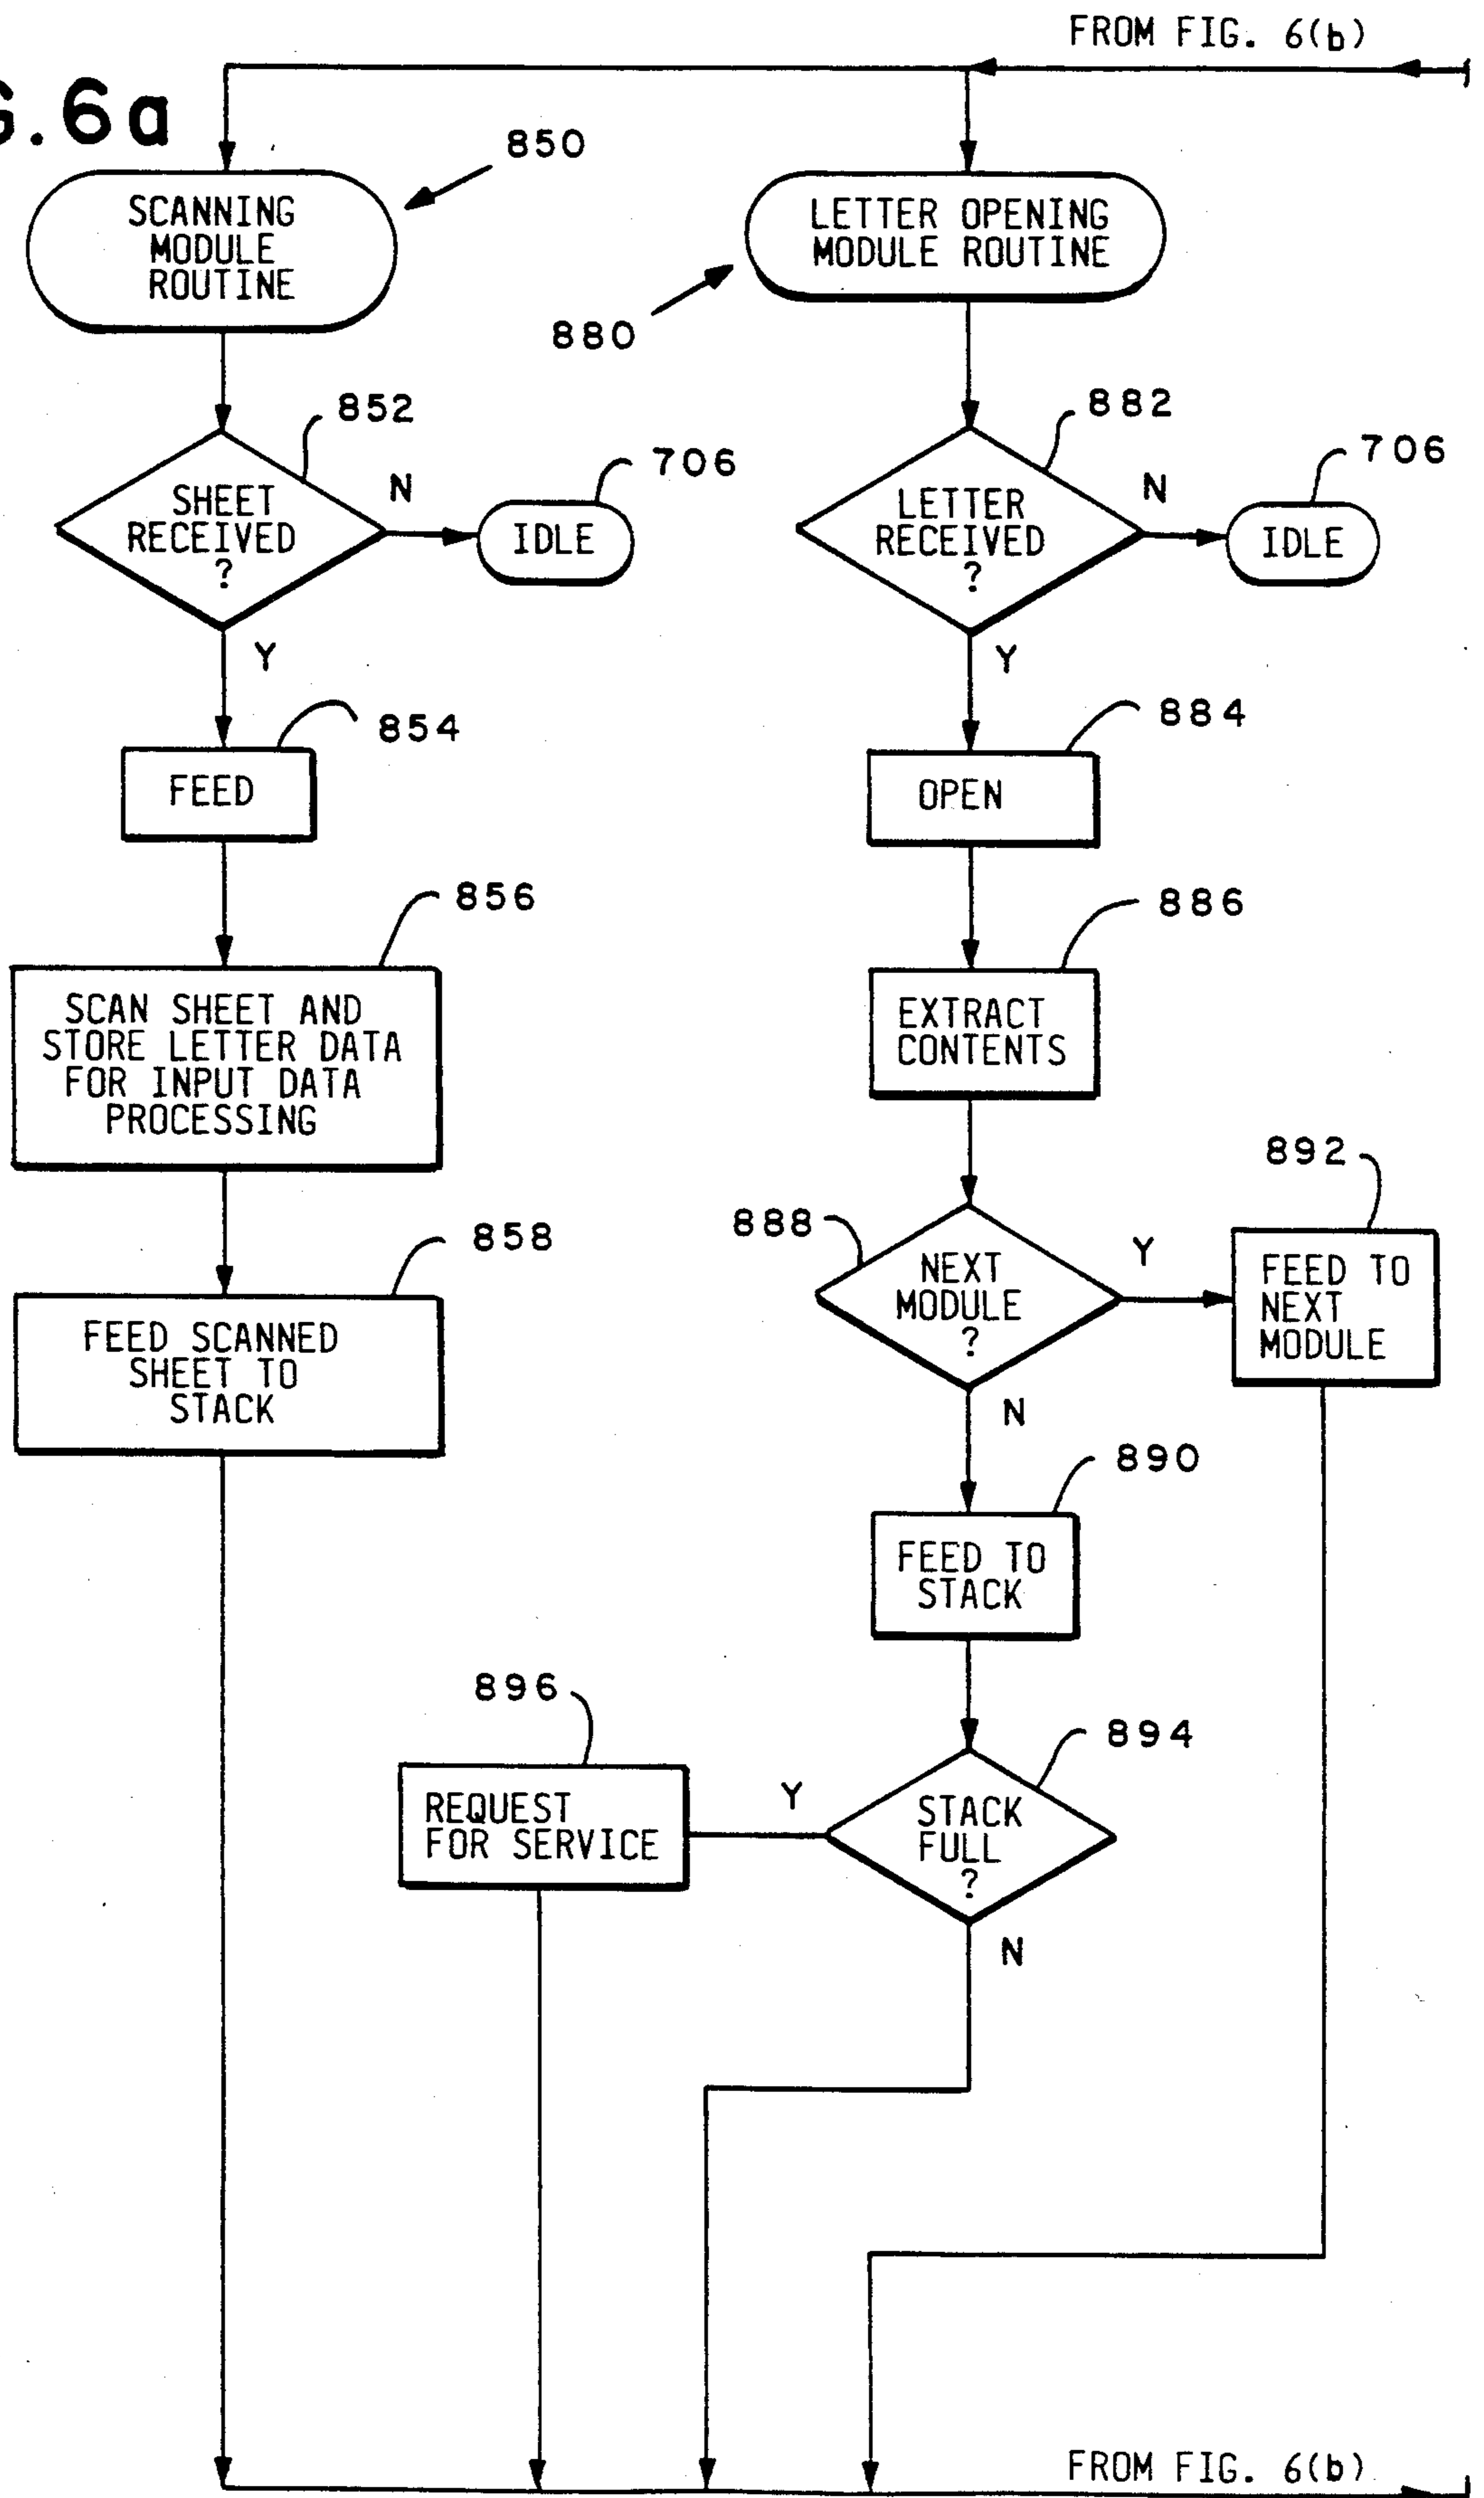 FROM FIG. 6(b)
G.6a
850
SCANNING
MODULE
ROUTINE
LETTER OPENING
MODULE ROUTINE
880
852
SHEET
RECEIVED
?
N
706
IDLE
Y
882
LETTER
RECEIVED
?
N
706
IDLE
Y
854
FEED
884
OPEN
856
SCAN SHEET AND
STORE LETTER DATA
FOR INPUT DATA
PROCESSING
886
EXTRACT
CONTENTS
858
FEED SCANNED
SHEET TO
STACK
888
NEXT
MODULE
?
Y
892
FEED TO
NEXT
MODULE
N
890
FEED TO
STACK
896
REQUEST
FOR SERVICE
Y
894
STACK
FULL
?
N
FROM FIG. 6(b)